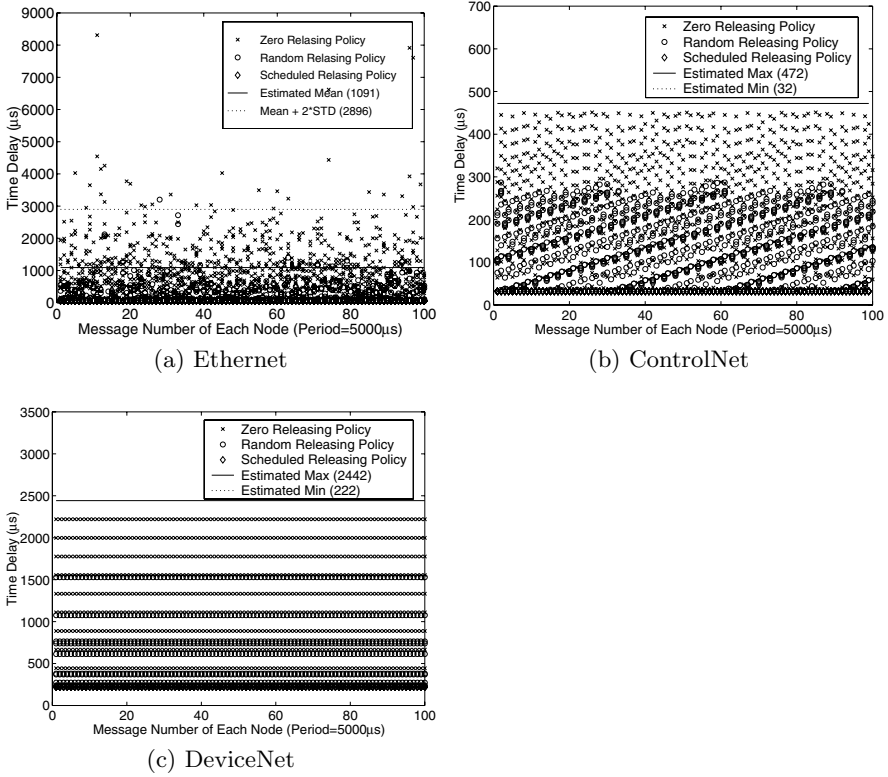 9000
8000
7000
6000
5000
4000
3000
2000
1000
0
Time Delay (μs)
Zero Relasing Policy
Random Relasing Policy
Scheduled Relasing Policy
Estimated Mean (1091)
Mean + 2*STD (2896)
0 20 40 60 80 100
Message Number of Each Node (Period=5000μs)
(a) Ethernet
700
600
500
400
300
200
100
0
Time Delay (μs)
Zero Releasing Policy
Random Releasing Policy
Scheduled Releasing Policy
Estimated Max (472)
Estimated Min (32)
0 20 40 60 80 100
Message Number of Each Node (Period=5000μs)
(b) ControlNet
3500
3000
2500
2000
1500
1000
500
0
Time Delay (μs)
Zero Releasing Policy
Random Releasing Policy
Scheduled Releasing Policy
Estimated Max (2442)
Estimated Min (222)
0 20 40 60 80 100
Message Number of Each Node (Period=5000μs)
(c) DeviceNet